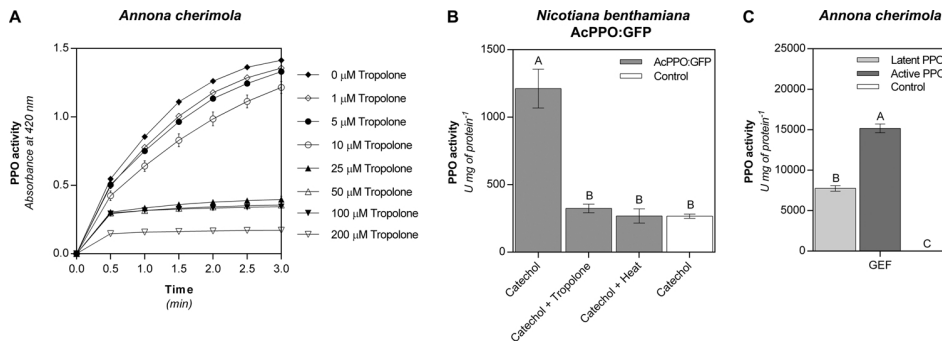 A
Annona cherimola
PPO activity
Absorbance at 420 nm
1.5
1.0
0.5
0.0
0.0 0.5 1.0 1.5 2.0 2.5 3.0
Time
(min)
0 µM Tropolone
1 µM Tropolone
5 µM Tropolone
10 µM Tropolone
25 µM Tropolone
50 µM Tropolone
100 µM Tropolone
200 µM Tropolone
B
Nicotiana benthamiana
AcPPO:GFP
PPO activity
U mg of protein-1
1500
1000
500
0
AcPPO:GFP
Control
A
B
B
B
Catechol
Catechol + Tropolone
Catechol + Heat
Catechol
C
Annona cherimola
PPO activity
U mg of protein-1
25000
20000
15000
10000
5000
0
Latent PPO
Active PPO
Control
B
A
C
GEF